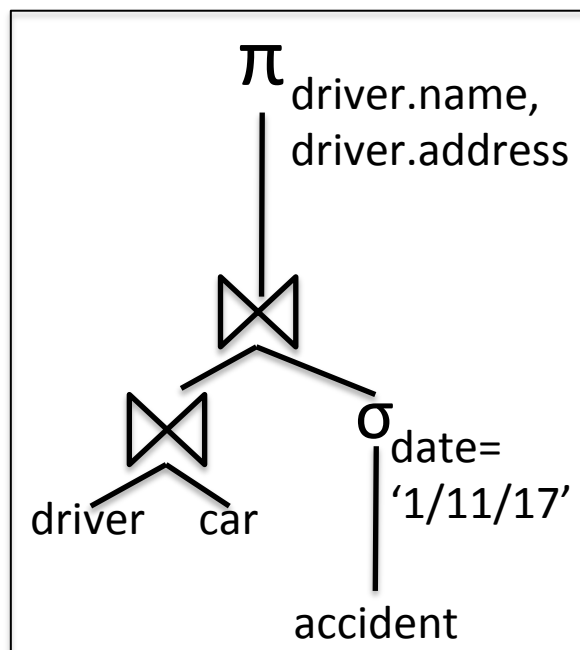 π driver.name,
driver.address
⋈
⋈
σ date=
‘1/11/17’
driver car
accident